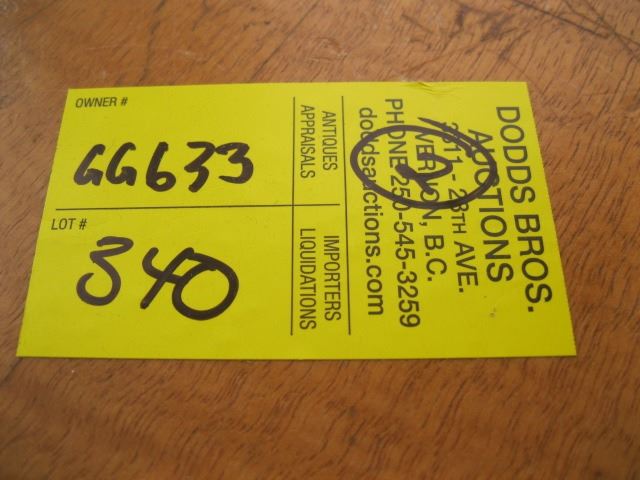 OWNER #
GG633
LOT #
340
ANTIQUES
APPRAISALS
IMPORTERS
LIQUIDATIONS
DODDS BROS.
AUCTIONS
28TH AVE.
VERNON, B.C.
PHONE 250-545-3259
doddsauctions.com